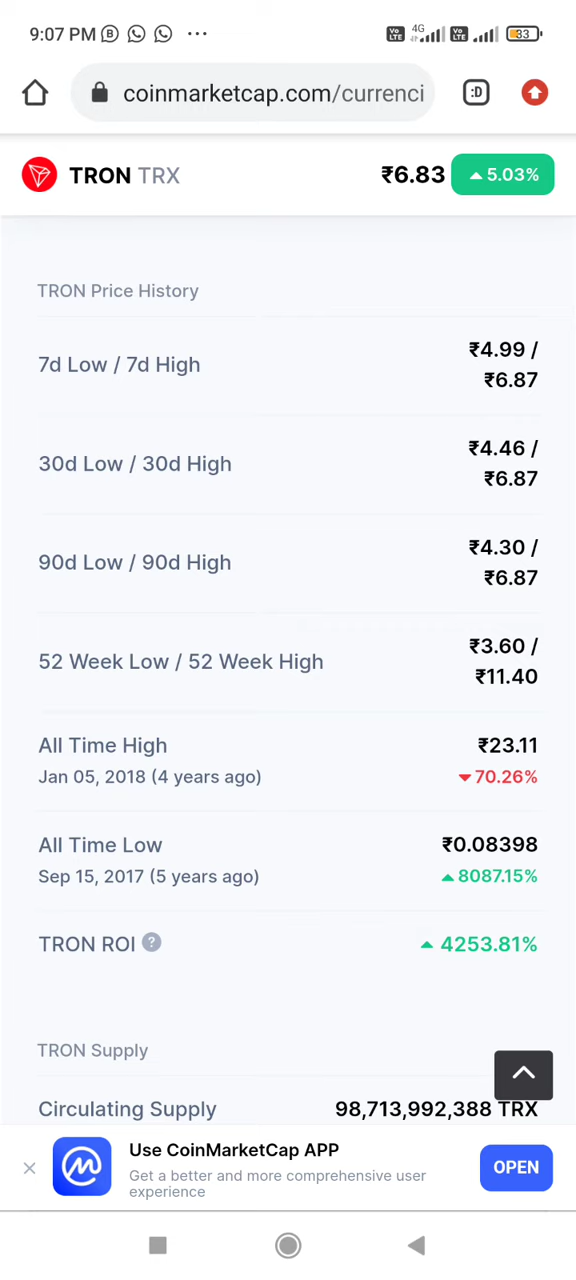 9:07 PM
4G
33
:D
coinmarketcap.com/currenci
TRON TRX ₹6.83 5.03%
TRON Price History
7d Low / 7d High ₹4.99 /
₹6.87
30d Low / 30d High ₹4.46 /
₹6.87
90d Low / 90d High ₹4.30 /
₹6.87
52 Week Low / 52 Week High ₹3.60 /
₹11.40
All Time High ₹23.11
Jan 05, 2018 (4 years ago) 70.26%
All Time Low ₹0.08398
Sep 15, 2017 (5 years ago) 8087.15%
TRON ROI ? 4253.81%
TRON Supply
Circulating Supply 98,713,992,388 TRX
Use CoinMarketCap APP
Get a better and more comprehensive user
experience
OPEN